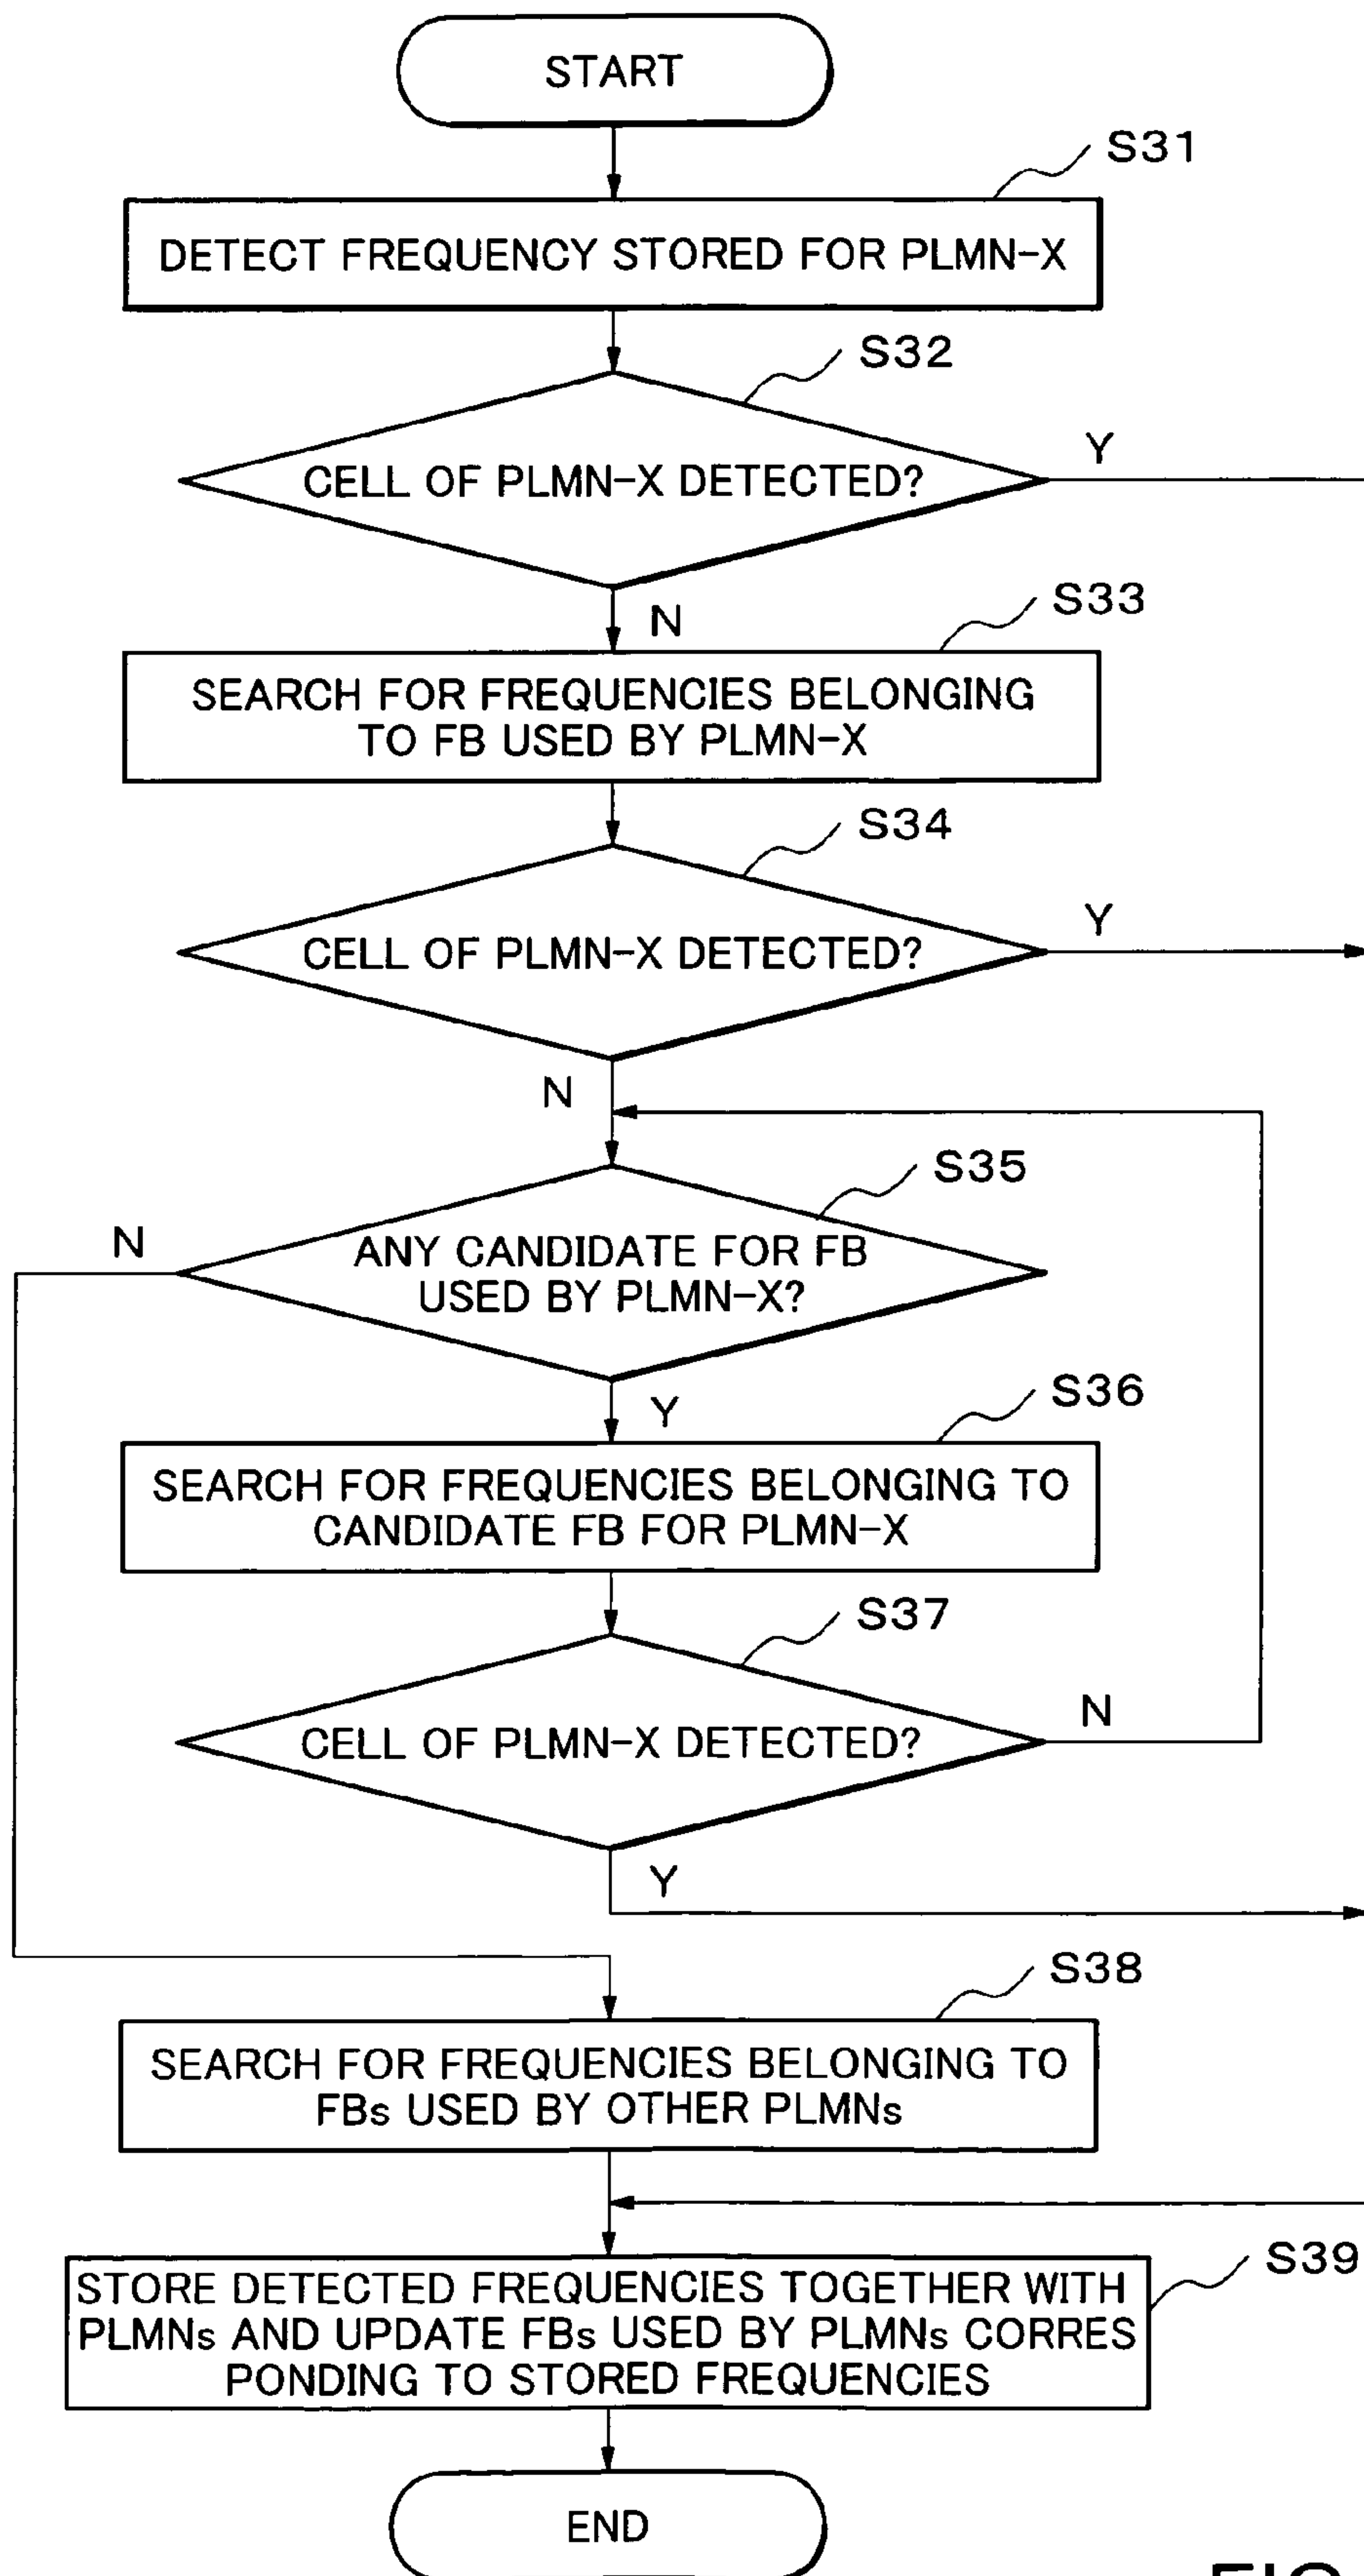 START
S31
DETECT FREQUENCY STORED FOR PLMN-X
S32
CELL OF PLMN-X DETECTED?
Y
N
S33
SEARCH FOR FREQUENCIES BELONGING
TO FB USED BY PLMN-X
S34
CELL OF PLMN-X DETECTED?
Y
N
S35
N
ANY CANDIDATE FOR FB
USED BY PLMN-X?
Y
S36
SEARCH FOR FREQUENCIES BELONGING TO
CANDIDATE FB FOR PLMN-X
S37
CELL OF PLMN-X DETECTED?
N
Y
S38
SEARCH FOR FREQUENCIES BELONGING TO
FBs USED BY OTHER PLMNs
S39
STORE DETECTED FREQUENCIES TOGETHER WITH
PLMNs AND UPDATE FBs USED BY PLMNs CORRES
PONDING TO STORED FREQUENCIES
END